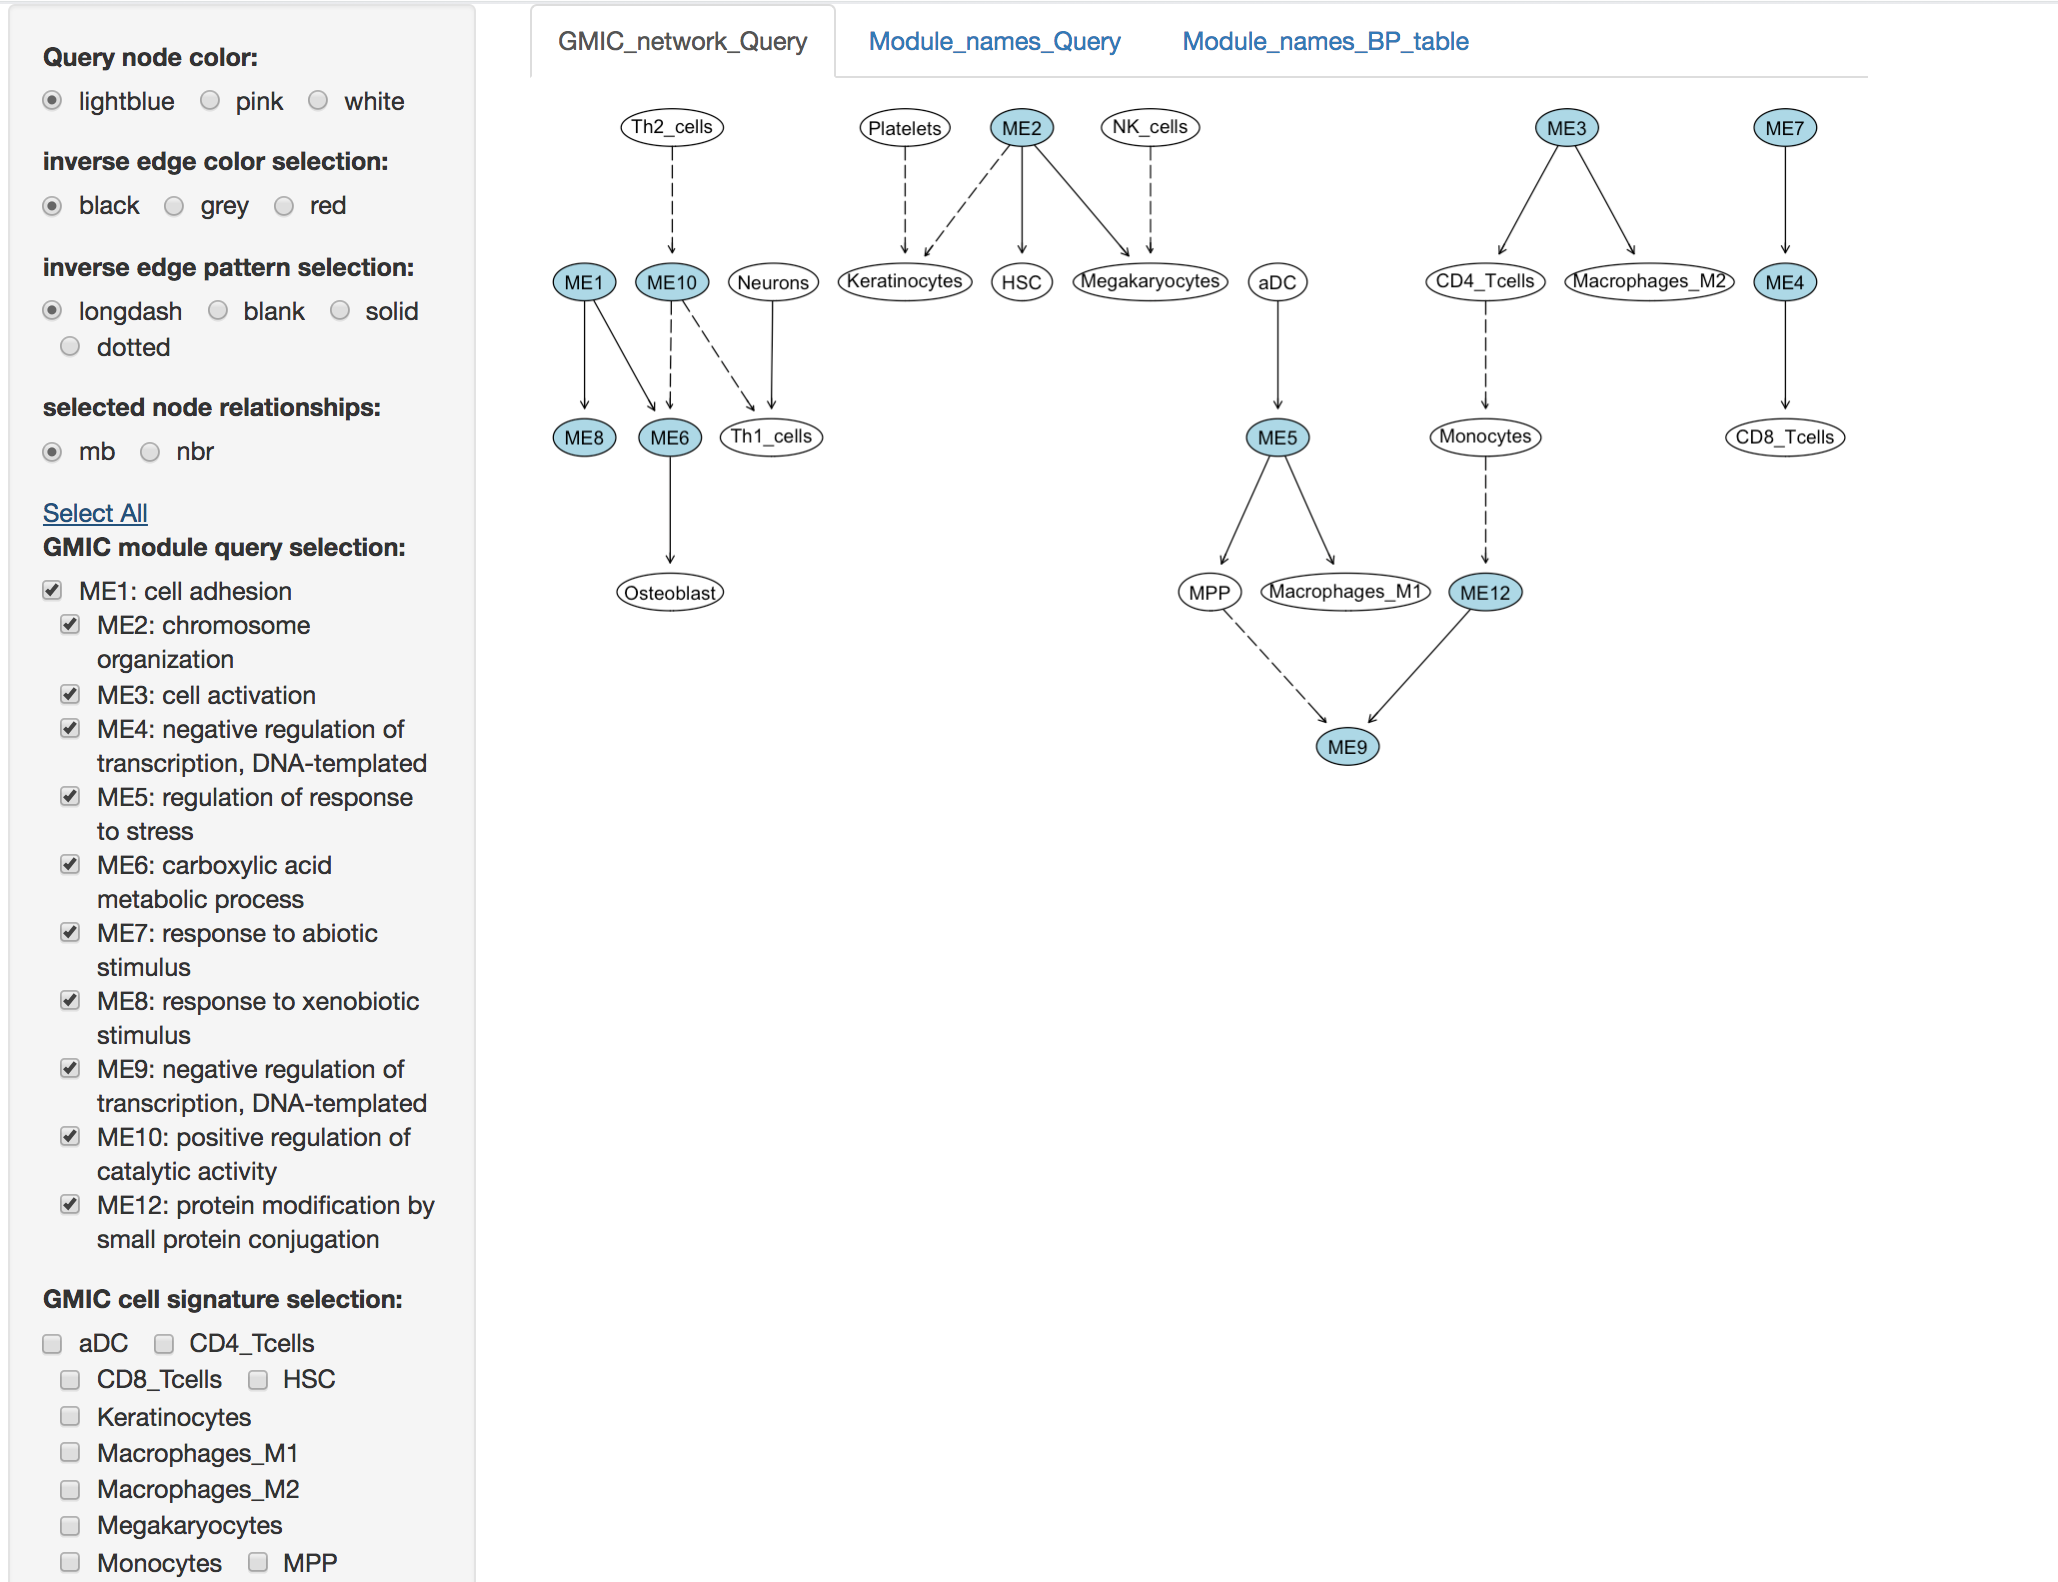 Query node color:
lightblue pink white
inverse edge color selection:
black grey red
inverse edge pattern selection:
longdash blank solid
dotted
selected node relationships:
mb nbr
Select All
GMIC module query selection:
ME1: cell adhesion
ME2: chromosome
organization
ME3: cell activation
ME4: negative regulation of
transcription, DNA-templated
ME5: regulation of response
to stress
ME6: carboxylic acid
metabolic process
ME7: response to abiotic
stimulus
ME8: response to xenobiotic
stimulus
ME9: negative regulation of
transcription, DNA-templated
ME10: positive regulation of
catalytic activity
ME12: protein modification by
small protein conjugation
GMIC cell signature selection:
aDC CD4_Tcells
CD8_Tcells HSC
Keratinocytes
Macrophages_M1
Macrophages_M2
Megakaryocytes
Monocytes MPP
GMIC_network_Query Module_names_Query Module_names_BP_table
Th2_cells Platelets ME2 NK_cells ME3 ME7
ME1 ME10 Neurons Keratinocytes HSC Megakaryocytes aDC CD4_Tcells Macrophages_M2 ME4
ME8 ME6 Th1_cells ME5 Monocytes CD8_Tcells
Osteoblast MPP Macrophages_M1 ME12
ME9